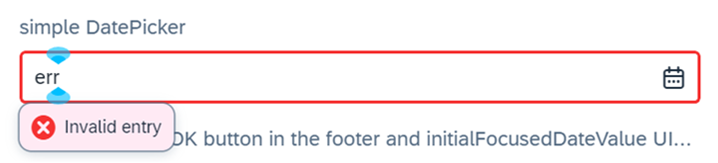 simple DatePicker
err
Invalid entry
OK button in the footer and initialFocusedDateValue UI...